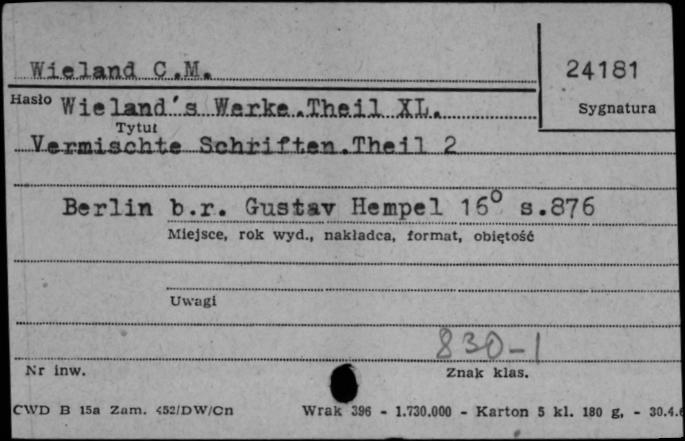 Wieland C.M.
24181
Hasło Wieland's Werke.Theil XL.
Sygnatura
Tytuł
Vermischte Schriften.Theil 2
Berlin b.r. Gustav Hempel 16° s.876
Miejsce, rok wyd., nakładca, format, objętość
Uwagi
830-1
Nr inw.
Znak klas.
CWD B 15a Zam. 452/DW/Cn Wrak 396 - 1.730.000 - Karton 5 kl. 180 g, - 30.4.